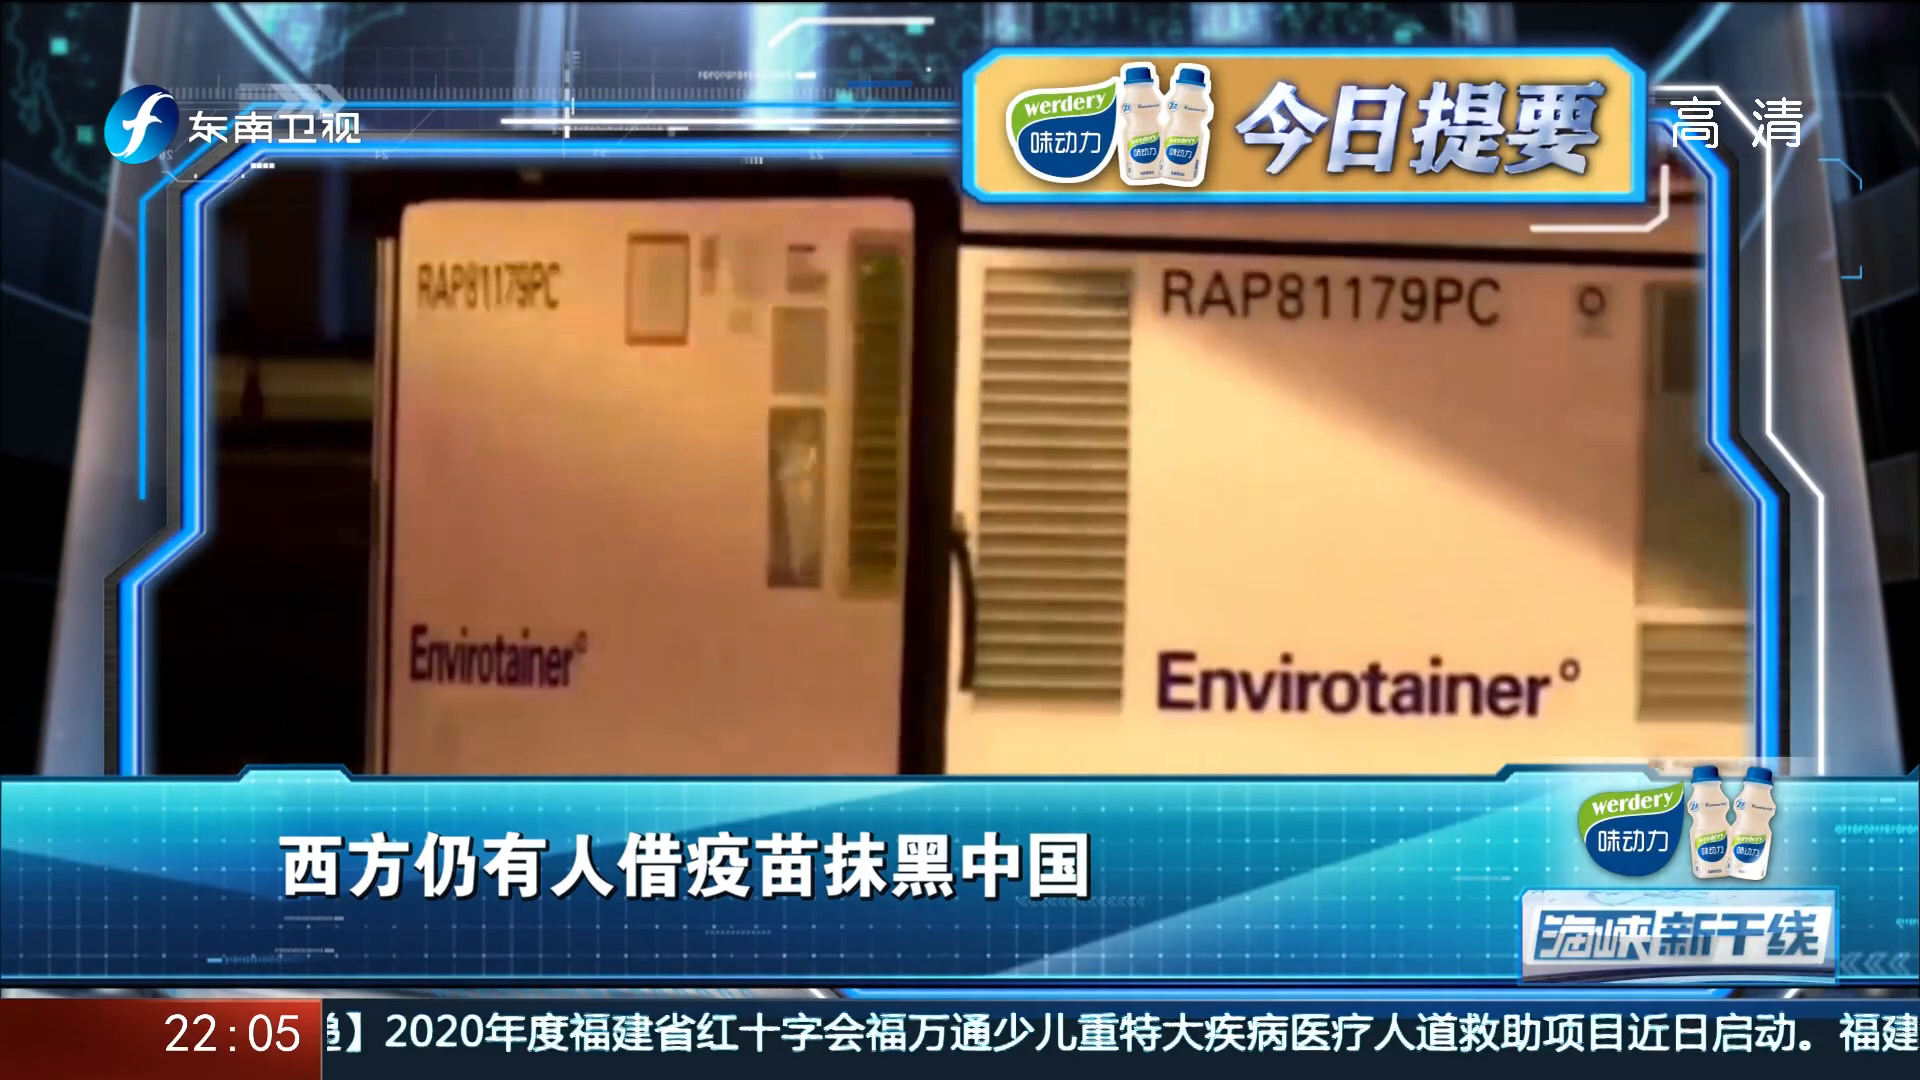 东南卫视
werdery
味动力
今日提要
高清
RAP81179PC
RAP81179PC
Envirotainer
Envirotainer
西方仍有人借疫苗抹黑中国
werdery
味动力
海峡新干线
22:05
】2020年度福建省红十字会福万通少儿重特大疾病医疗人道救助项目近日启动。福建